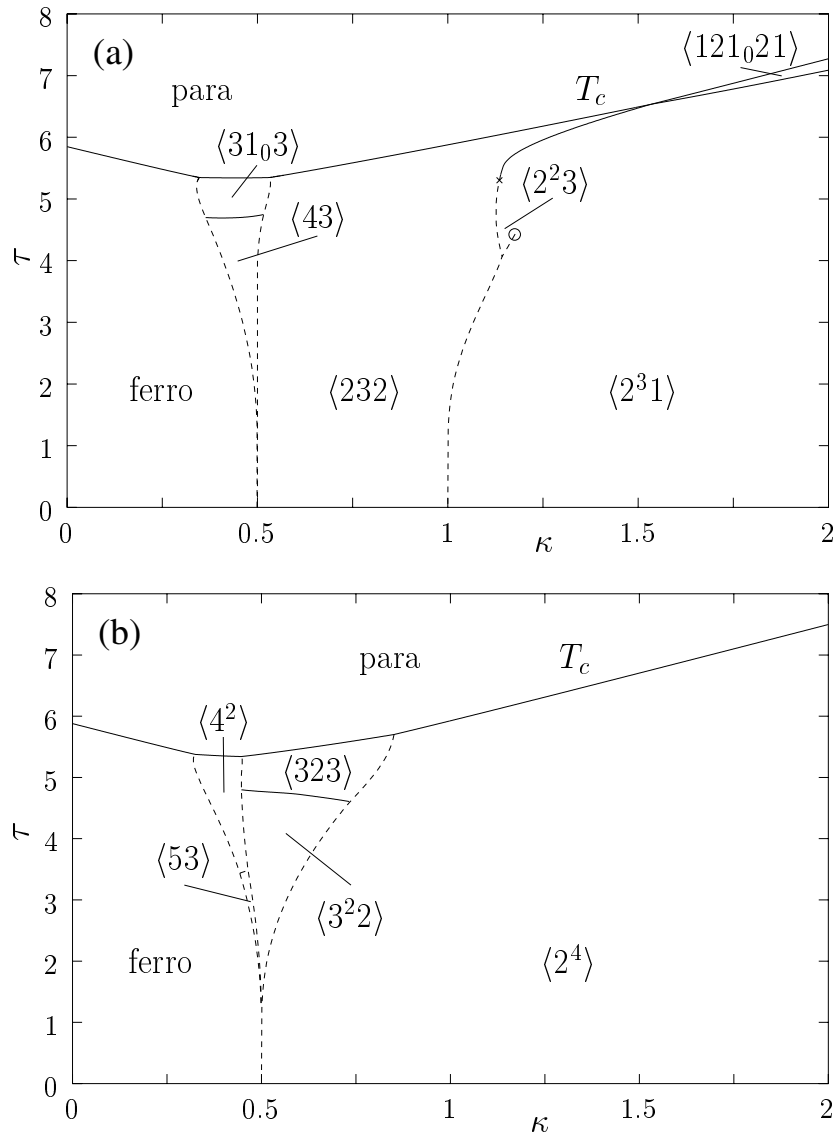 8
(a)
⟨121₀21⟩
7
para
T_c
6
⟨31₀3⟩
⟨2²3⟩
5
⟨43⟩
τ
4
3
ferro
⟨232⟩
⟨2³1⟩
2
1
0
0 0.5 1 1.5 2
κ
8
(b)
7
para
T_c
6
⟨4²⟩
⟨323⟩
5
τ
4
⟨53⟩
3
⟨3²2⟩
ferro
⟨2⁴⟩
2
1
0
0 0.5 1 1.5 2
κ